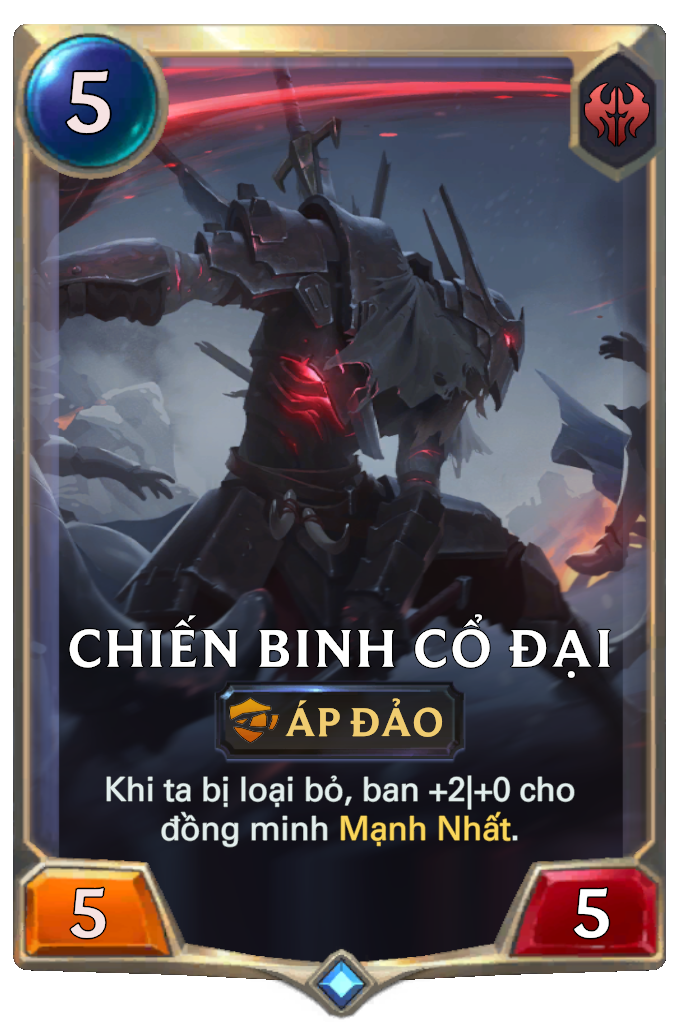 5
CHIẾN BINH CỔ ĐẠI
ÁP ĐẢO
Khi ta bị loại bỏ, ban +2|+0 cho
đồng minh Mạnh Nhất.
5
5